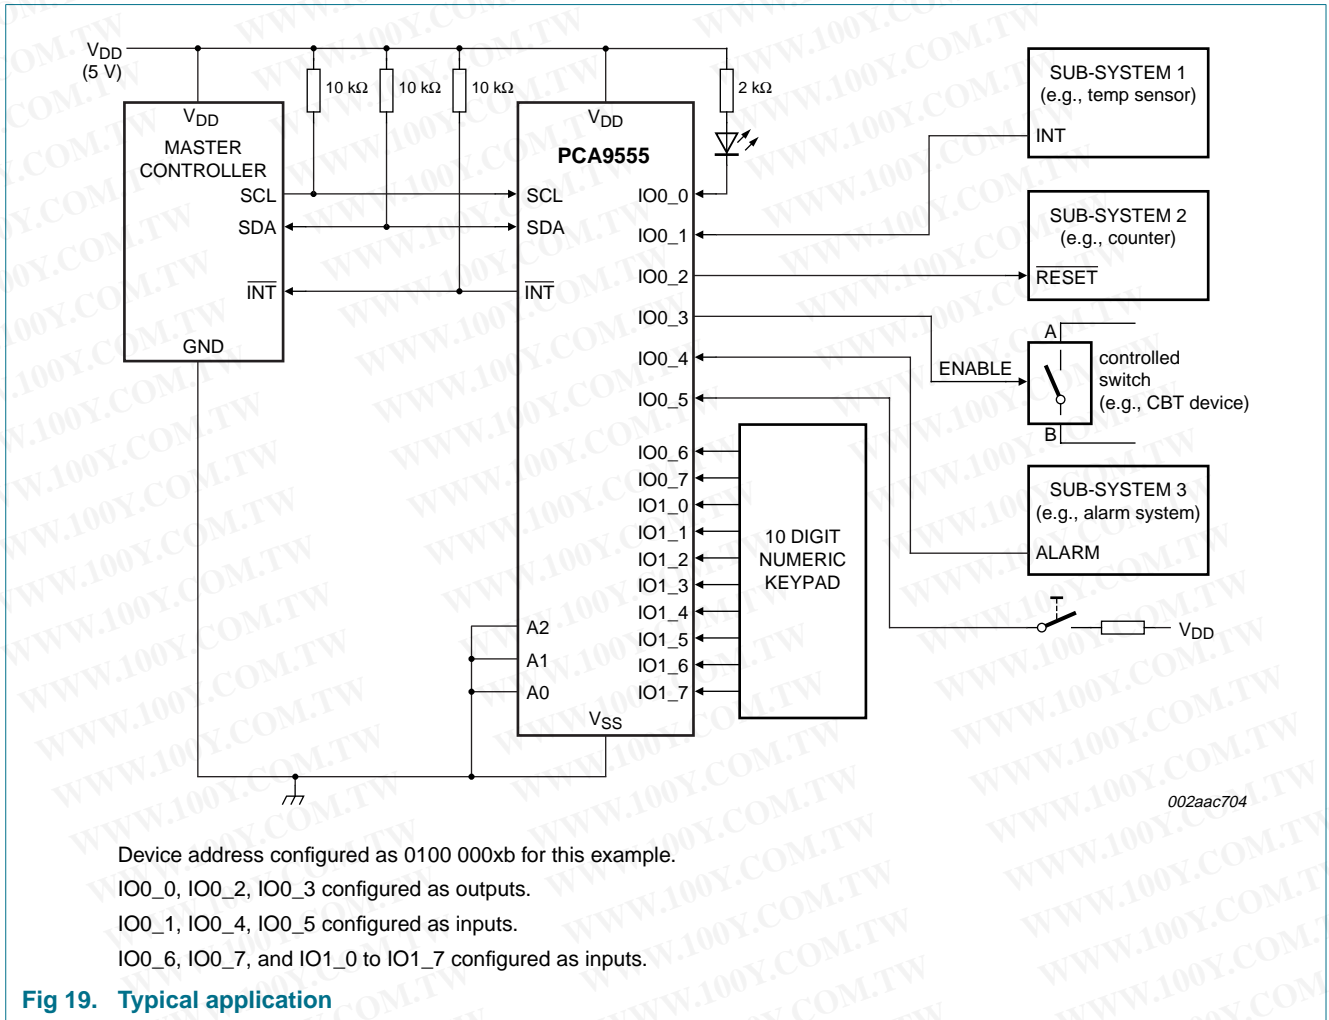 VDD
(5 V)
10 kΩ
10 kΩ
10 kΩ
2 kΩ
VDD
MASTER
CONTROLLER
SCL
SDA
INT
GND
VDD
PCA9555
SCL
SDA
INT
A2
A1
A0
VSS
IO0_0
IO0_1
IO0_2
IO0_3
IO0_4
IO0_5
IO0_6
IO0_7
IO1_0
IO1_1
IO1_2
IO1_3
IO1_4
IO1_5
IO1_6
IO1_7
10 DIGIT
NUMERIC
KEYPAD
SUB-SYSTEM 1
(e.g., temp sensor)
INT
SUB-SYSTEM 2
(e.g., counter)
RESET
ENABLE
A
B
controlled
switch
(e.g., CBT device)
SUB-SYSTEM 3
(e.g., alarm system)
ALARM
VDD
002aac704
Device address configured as 0100 000xb for this example.
IO0_0, IO0_2, IO0_3 configured as outputs.
IO0_1, IO0_4, IO0_5 configured as inputs.
IO0_6, IO0_7, and IO1_0 to IO1_7 configured as inputs.
Fig 19. Typical application
WWW.100Y.COM.TW